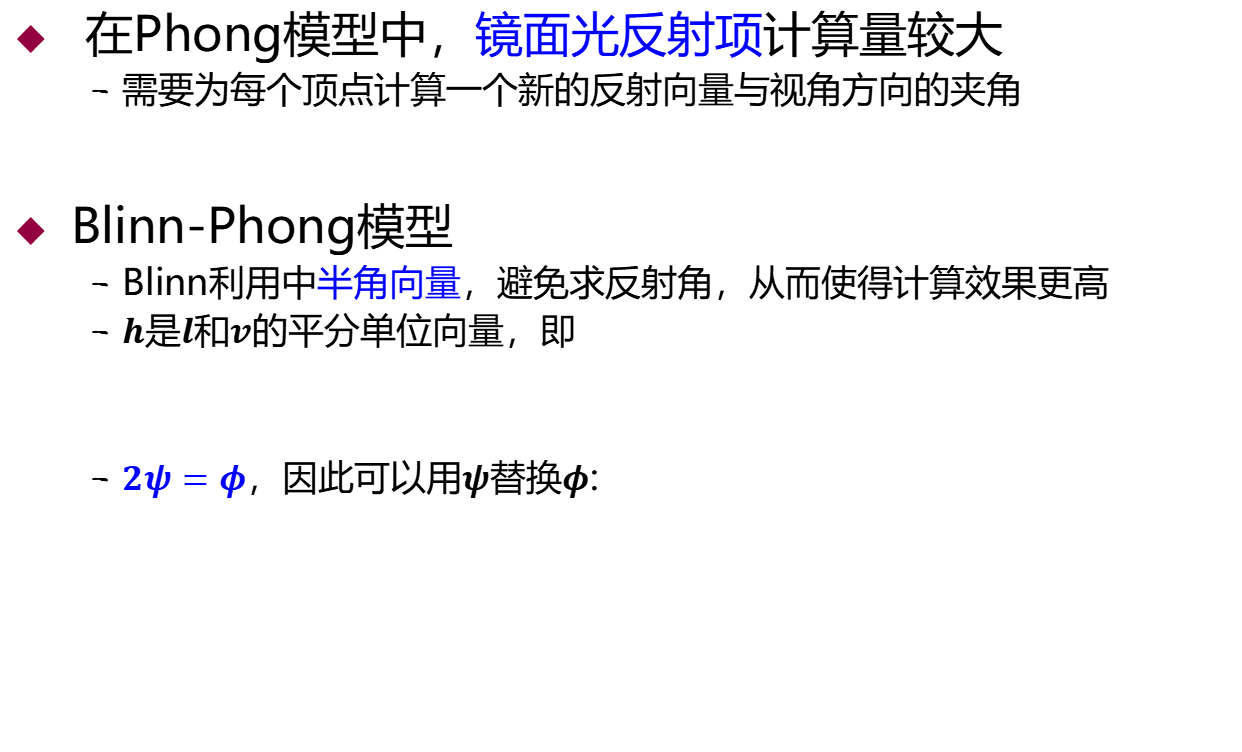 ◆ 在Phong模型中，镜面光反射项计算量较大
– 需要为每个顶点计算一个新的反射向量与视角方向的夹角
◆ Blinn-Phong模型
– Blinn利用中半角向量，避免求反射角，从而使得计算效果更高
– h是l和v的平分单位向量，即
– 2ψ = ϕ，因此可以用ψ替换ϕ: